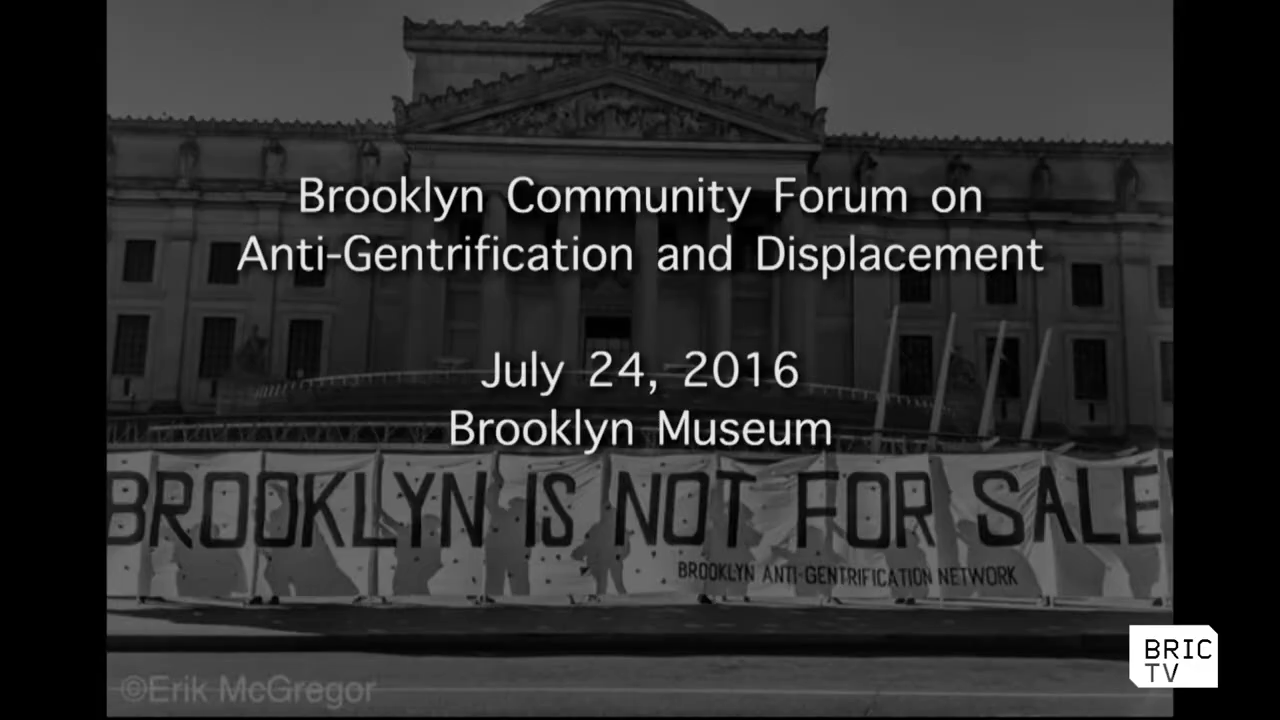 Brooklyn Community Forum on
Anti-Gentrification and Displacement
July 24, 2016
Brooklyn Museum
BROOKLYN IS NOT FOR SALE
BROOKLYN ANTI-GENTRIFICATION NETWORK
©Erik McGregor
BRIC
TV